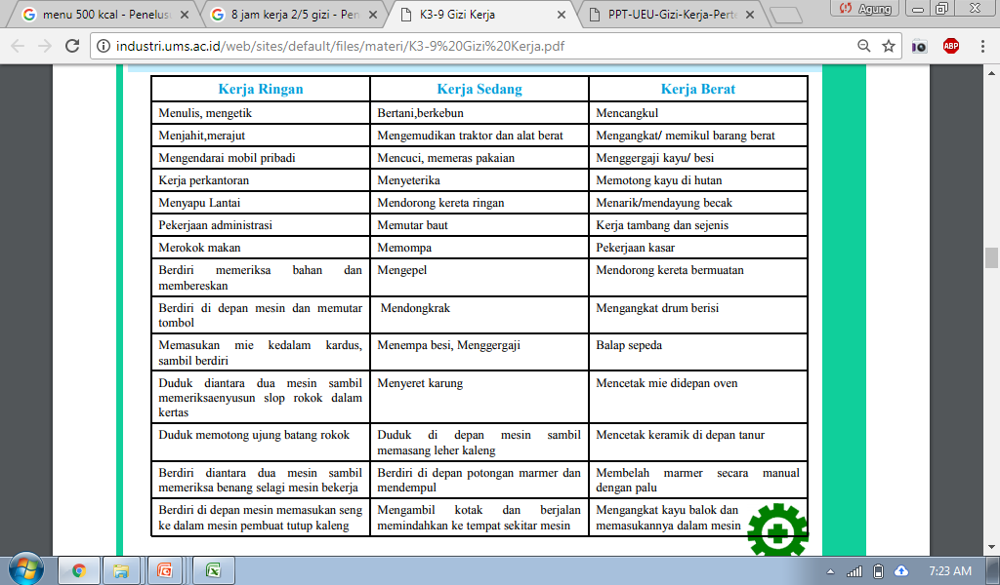 menu 500 kcal - Penelus
8 jam kerja 2/5 gizi - Pen
K3-9 Gizi Kerja
PPT-UEU-Gizi-Kerja-Perte
Agung
industri.ums.ac.id/web/sites/default/files/materi/K3-9%20Gizi%20Kerja.pdf
ABP
Kerja Ringan Kerja Sedang Kerja Berat
Menulis, mengetik Bertani,berkebun Mencangkul
Menjahit,merajut Mengemudikan traktor dan alat berat Mengangkat/ memikul barang berat
Mengendarai mobil pribadi Mencuci, memeras pakaian Menggergaji kayu/ besi
Kerja perkantoran Menyeterika Memotong kayu di hutan
Menyapu Lantai Mendorong kereta ringan Menarik/mendayung becak
Pekerjaan administrasi Memutar baut Kerja tambang dan sejenis
Merokok makan Memompa Pekerjaan kasar
Berdiri memeriksa bahan dan
membereskan
Mengepel
Mendorong kereta bermuatan
Berdiri di depan mesin dan memutar
tombol
Mendongkrak
Mengangkat drum berisi
Memasukan mie kedalam kardus,
sambil berdiri
Menempa besi, Menggergaji
Balap sepeda
Duduk diantara dua mesin sambil
memeriksaenyusun slop rokok dalam
kertas
Menyeret karung
Mencetak mie didepan oven
Duduk memotong ujung batang rokok
Duduk di depan mesin sambil
memasang leher kaleng
Mencetak keramik di depan tanur
Berdiri diantara dua mesin sambil
memeriksa benang selagi mesin bekerja
Berdiri di depan potongan marmer dan
mendempul
Membelah marmer secara manual
dengan palu
Berdiri di depan mesin memasukan seng
ke dalam mesin pembuat tutup kaleng
Mengambil kotak dan berjalan
memindahkan ke tempat sekitar mesin
Mengangkat kayu balok dan
memasukannya dalam mesin
7:23 AM